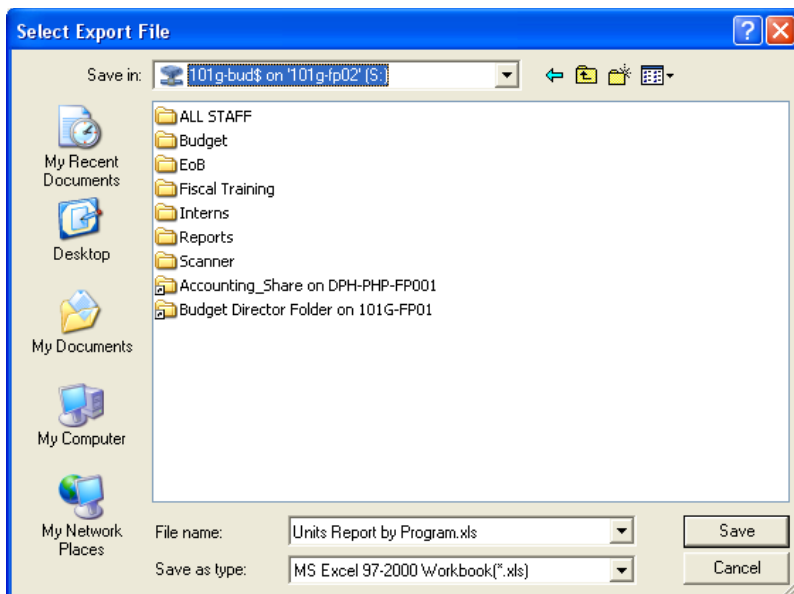 Select Export File
Save in:
101g-bud$ on '101g-fp02' (S:)
My Recent
Documents
Desktop
My Documents
My Computer
My Network
Places
ALL STAFF
Budget
EoB
Fiscal Training
Interns
Reports
Scanner
Accounting_Share on DPH-PHP-FP001
Budget Director Folder on 101G-FP01
File name:
Units Report by Program.xls
Save
Save as type:
MS Excel 97-2000 Workbook(*.xls)
Cancel